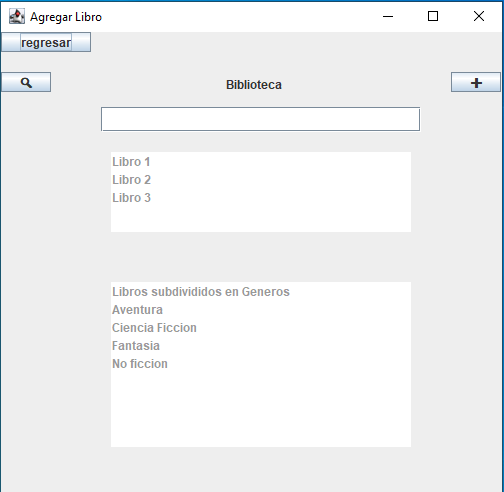 Agregar Libro
regresar
Biblioteca
+
Libro 1
Libro 2
Libro 3
Libros subdivididos en Generos
Aventura
Ciencia Ficcion
Fantasia
No ficcion